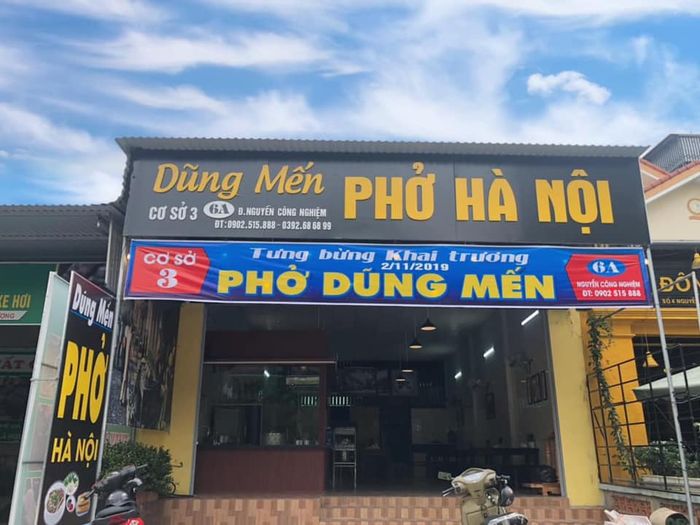 Dũng Mến PHỞ HÀ NỘI
CƠ SỞ 3 6A Đ.NGUYỄN CÔNG NGHIỆM
ĐT: 0902.515.888 - 0392.68 68 99
CƠ SỞ 3
Tưng bừng Khai trương
2/11/2019
PHỞ DŨNG MẾN
6A
NGUYỄN CÔNG NGHIỆM
ĐT: 0902 515 888
Dũng Mến
PHỞ
HÀ NỘI
XE HƠI